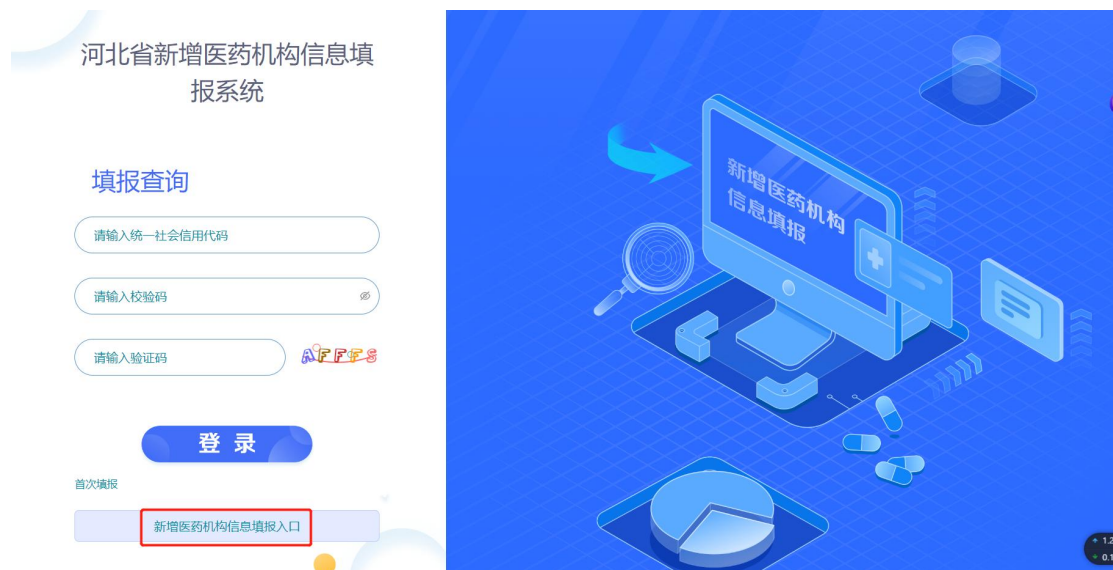 河北省新增医药机构信息填
报系统
填报查询
请输入统一社会信用代码
请输入校验码
请输入验证码
AFFFS
登 录
首次填报
新增医药机构信息填报入口
新增医药机构
信息填报